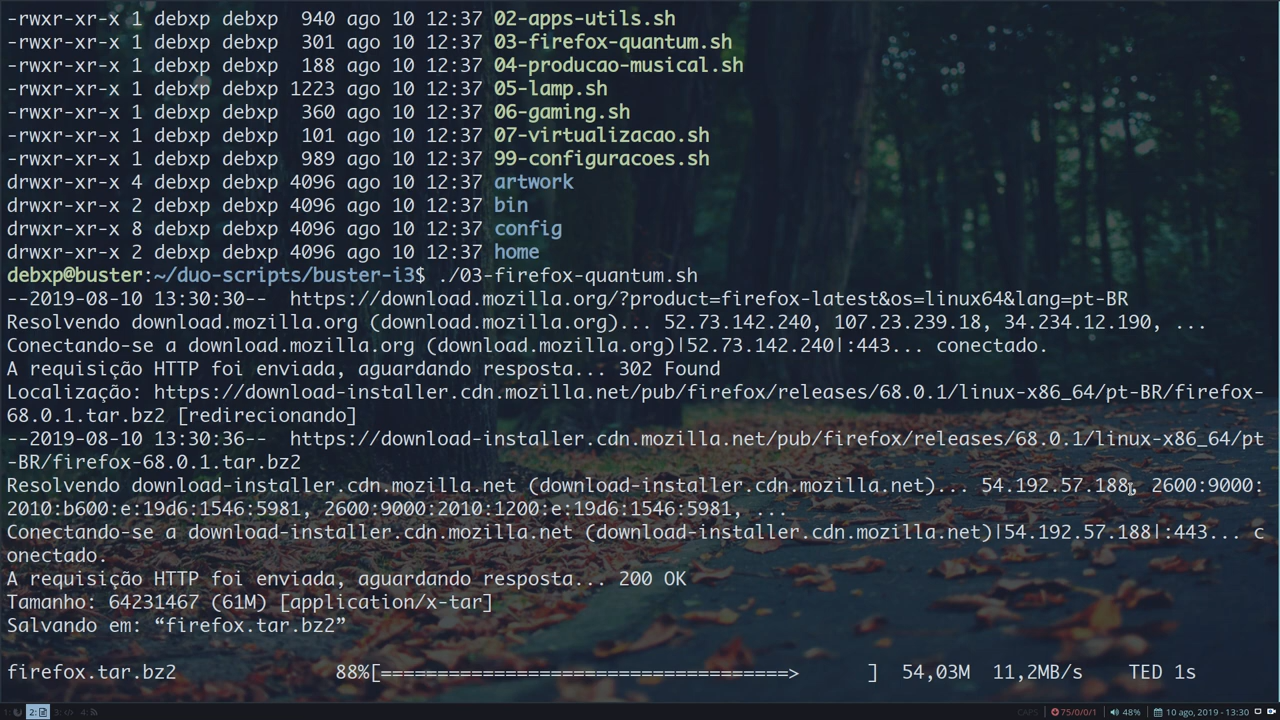 -rwxr-xr-x 1 debxp debxp  940 ago 10 12:37 02-apps-utils.sh
-rwxr-xr-x 1 debxp debxp  301 ago 10 12:37 03-firefox-quantum.sh
-rwxr-xr-x 1 debxp debxp  188 ago 10 12:37 04-producao-musical.sh
-rwxr-xr-x 1 debxp debxp 1223 ago 10 12:37 05-lamp.sh
-rwxr-xr-x 1 debxp debxp  360 ago 10 12:37 06-gaming.sh
-rwxr-xr-x 1 debxp debxp  101 ago 10 12:37 07-virtualizacao.sh
-rwxr-xr-x 1 debxp debxp  989 ago 10 12:37 99-configuracoes.sh
drwxr-xr-x 4 debxp debxp 4096 ago 10 12:37 artwork
drwxr-xr-x 2 debxp debxp 4096 ago 10 12:37 bin
drwxr-xr-x 8 debxp debxp 4096 ago 10 12:37 config
drwxr-xr-x 2 debxp debxp 4096 ago 10 12:37 home
debxp@buster:~/duo-scripts/buster-i3$ ./03-firefox-quantum.sh
--2019-08-10 13:30:30--  https://download.mozilla.org/?product=firefox-latest&os=linux64&lang=pt-BR
Resolvendo download.mozilla.org (download.mozilla.org)... 52.73.142.240, 107.23.239.18, 34.234.12.190, ...
Conectando-se a download.mozilla.org (download.mozilla.org)|52.73.142.240|:443... conectado.
A requisição HTTP foi enviada, aguardando resposta... 302 Found
Localização: https://download-installer.cdn.mozilla.net/pub/firefox/releases/68.0.1/linux-x86_64/pt-BR/firefox-
68.0.1.tar.bz2 [redirecionando]
--2019-08-10 13:30:36--  https://download-installer.cdn.mozilla.net/pub/firefox/releases/68.0.1/linux-x86_64/pt
-BR/firefox-68.0.1.tar.bz2
Resolvendo download-installer.cdn.mozilla.net (download-installer.cdn.mozilla.net)... 54.192.57.188, 2600:9000:
2010:b600:e:19d6:1546:5981, 2600:9000:2010:1200:e:19d6:1546:5981, ...
Conectando-se a download-installer.cdn.mozilla.net (download-installer.cdn.mozilla.net)|54.192.57.188|:443... c
onectado.
A requisição HTTP foi enviada, aguardando resposta... 200 OK
Tamanho: 64231467 (61M) [application/x-tar]
Salvando em: “firefox.tar.bz2”
firefox.tar.bz2              88%[====================================>      ]  54,03M  11,2MB/s    TED 1s
1: 2: 3: 4: CAPS 75/0/0/1 48% 10 ago, 2019 - 13:30